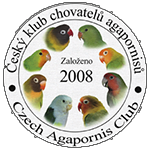 Český klub chovatelů agapornisů
Založeno
2008
Czech Agapornis Club